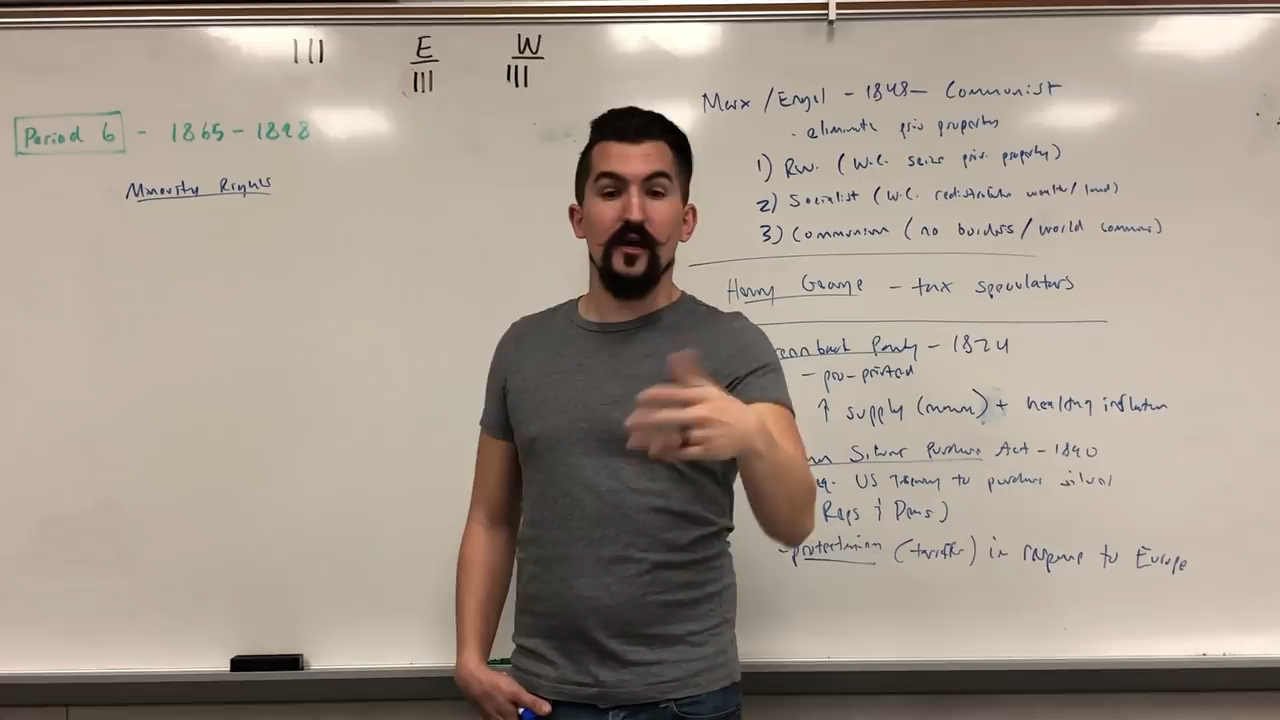 III E W
III III
Period 6 - 1865-1898
Minority Rights
Marx/Engel - 1848 - Communist
· eliminate priv property
1) Rev. (W.C. seize priv. property)
2) Socialist (W.C. redistribute wealth/land)
3) Communism (no borders/world commun)
Henry George - tax speculators
back Party - 1874
- pro-printed
↑ supply (money) + healthy inflation
Silver Purchase Act - 1890
US Treasury to purchase silver
Reps & Dems)
- protectionism (tariffs) in response to Europe